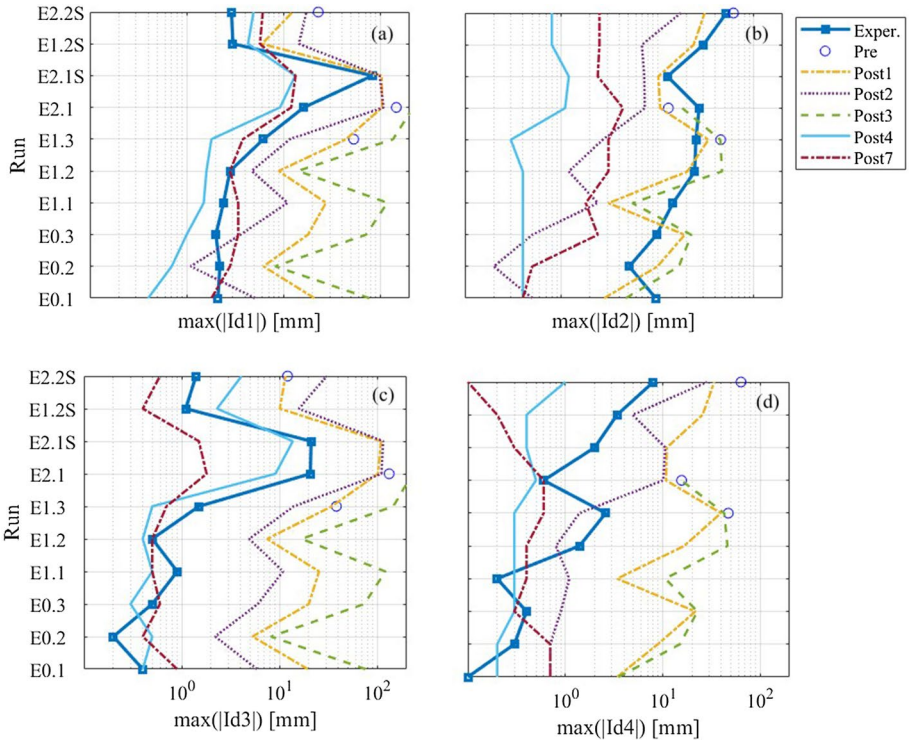 E2.2S
E1.2S
E2.1S
E2.1
E1.3
E1.2
E1.1
E0.3
E0.2
E0.1
Run
(a)
max(|Id1|) [mm]
(b)
max(|Id2|) [mm]
Exper.
Pre
Post1
Post2
Post3
Post4
Post7
E2.2S
E1.2S
E2.1S
E2.1
E1.3
E1.2
E1.1
E0.3
E0.2
E0.1
Run
(c)
10⁰ 10¹ 10²
max(|Id3|) [mm]
(d)
10⁰ 10¹ 10²
max(|Id4|) [mm]